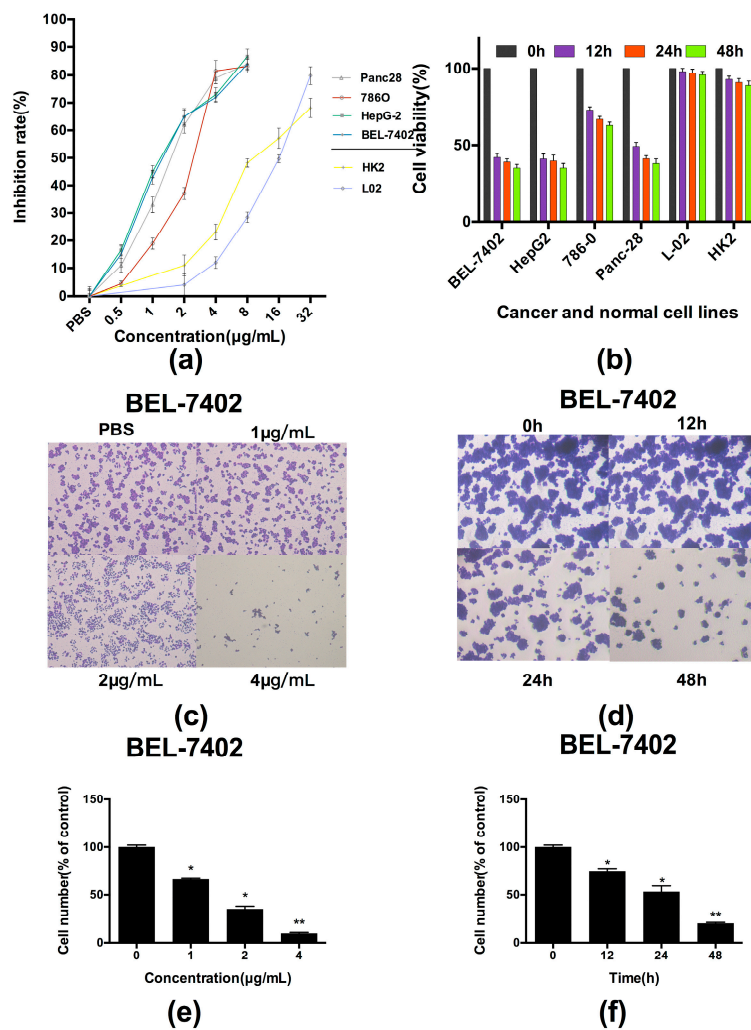 100
90
80
70
60
50
40
30
20
10
0
Inhibition rate(%)
PBS
0.5
1
2
4
8
16
32
Concentration(μg/mL)
Panc28
786O
HepG-2
BEL-7402
HK2
L02
(a)
0h 12h 24h 48h
100
50
0
Cell viability(%)
BEL-7402
HepG2
786-0
Panc-28
L-02
HK2
Cancer and normal cell lines
(b)
BEL-7402
PBS 1μg/mL
2μg/mL 4μg/mL
(c)
BEL-7402
0h 12h
24h 48h
(d)
BEL-7402
150
100
50
0
Cell number(% of control)
* * **
0 1 2 4
Concentration(μg/mL)
(e)
BEL-7402
150
100
50
0
Cell number(% of control)
* * **
0 12 24 48
Time(h)
(f)